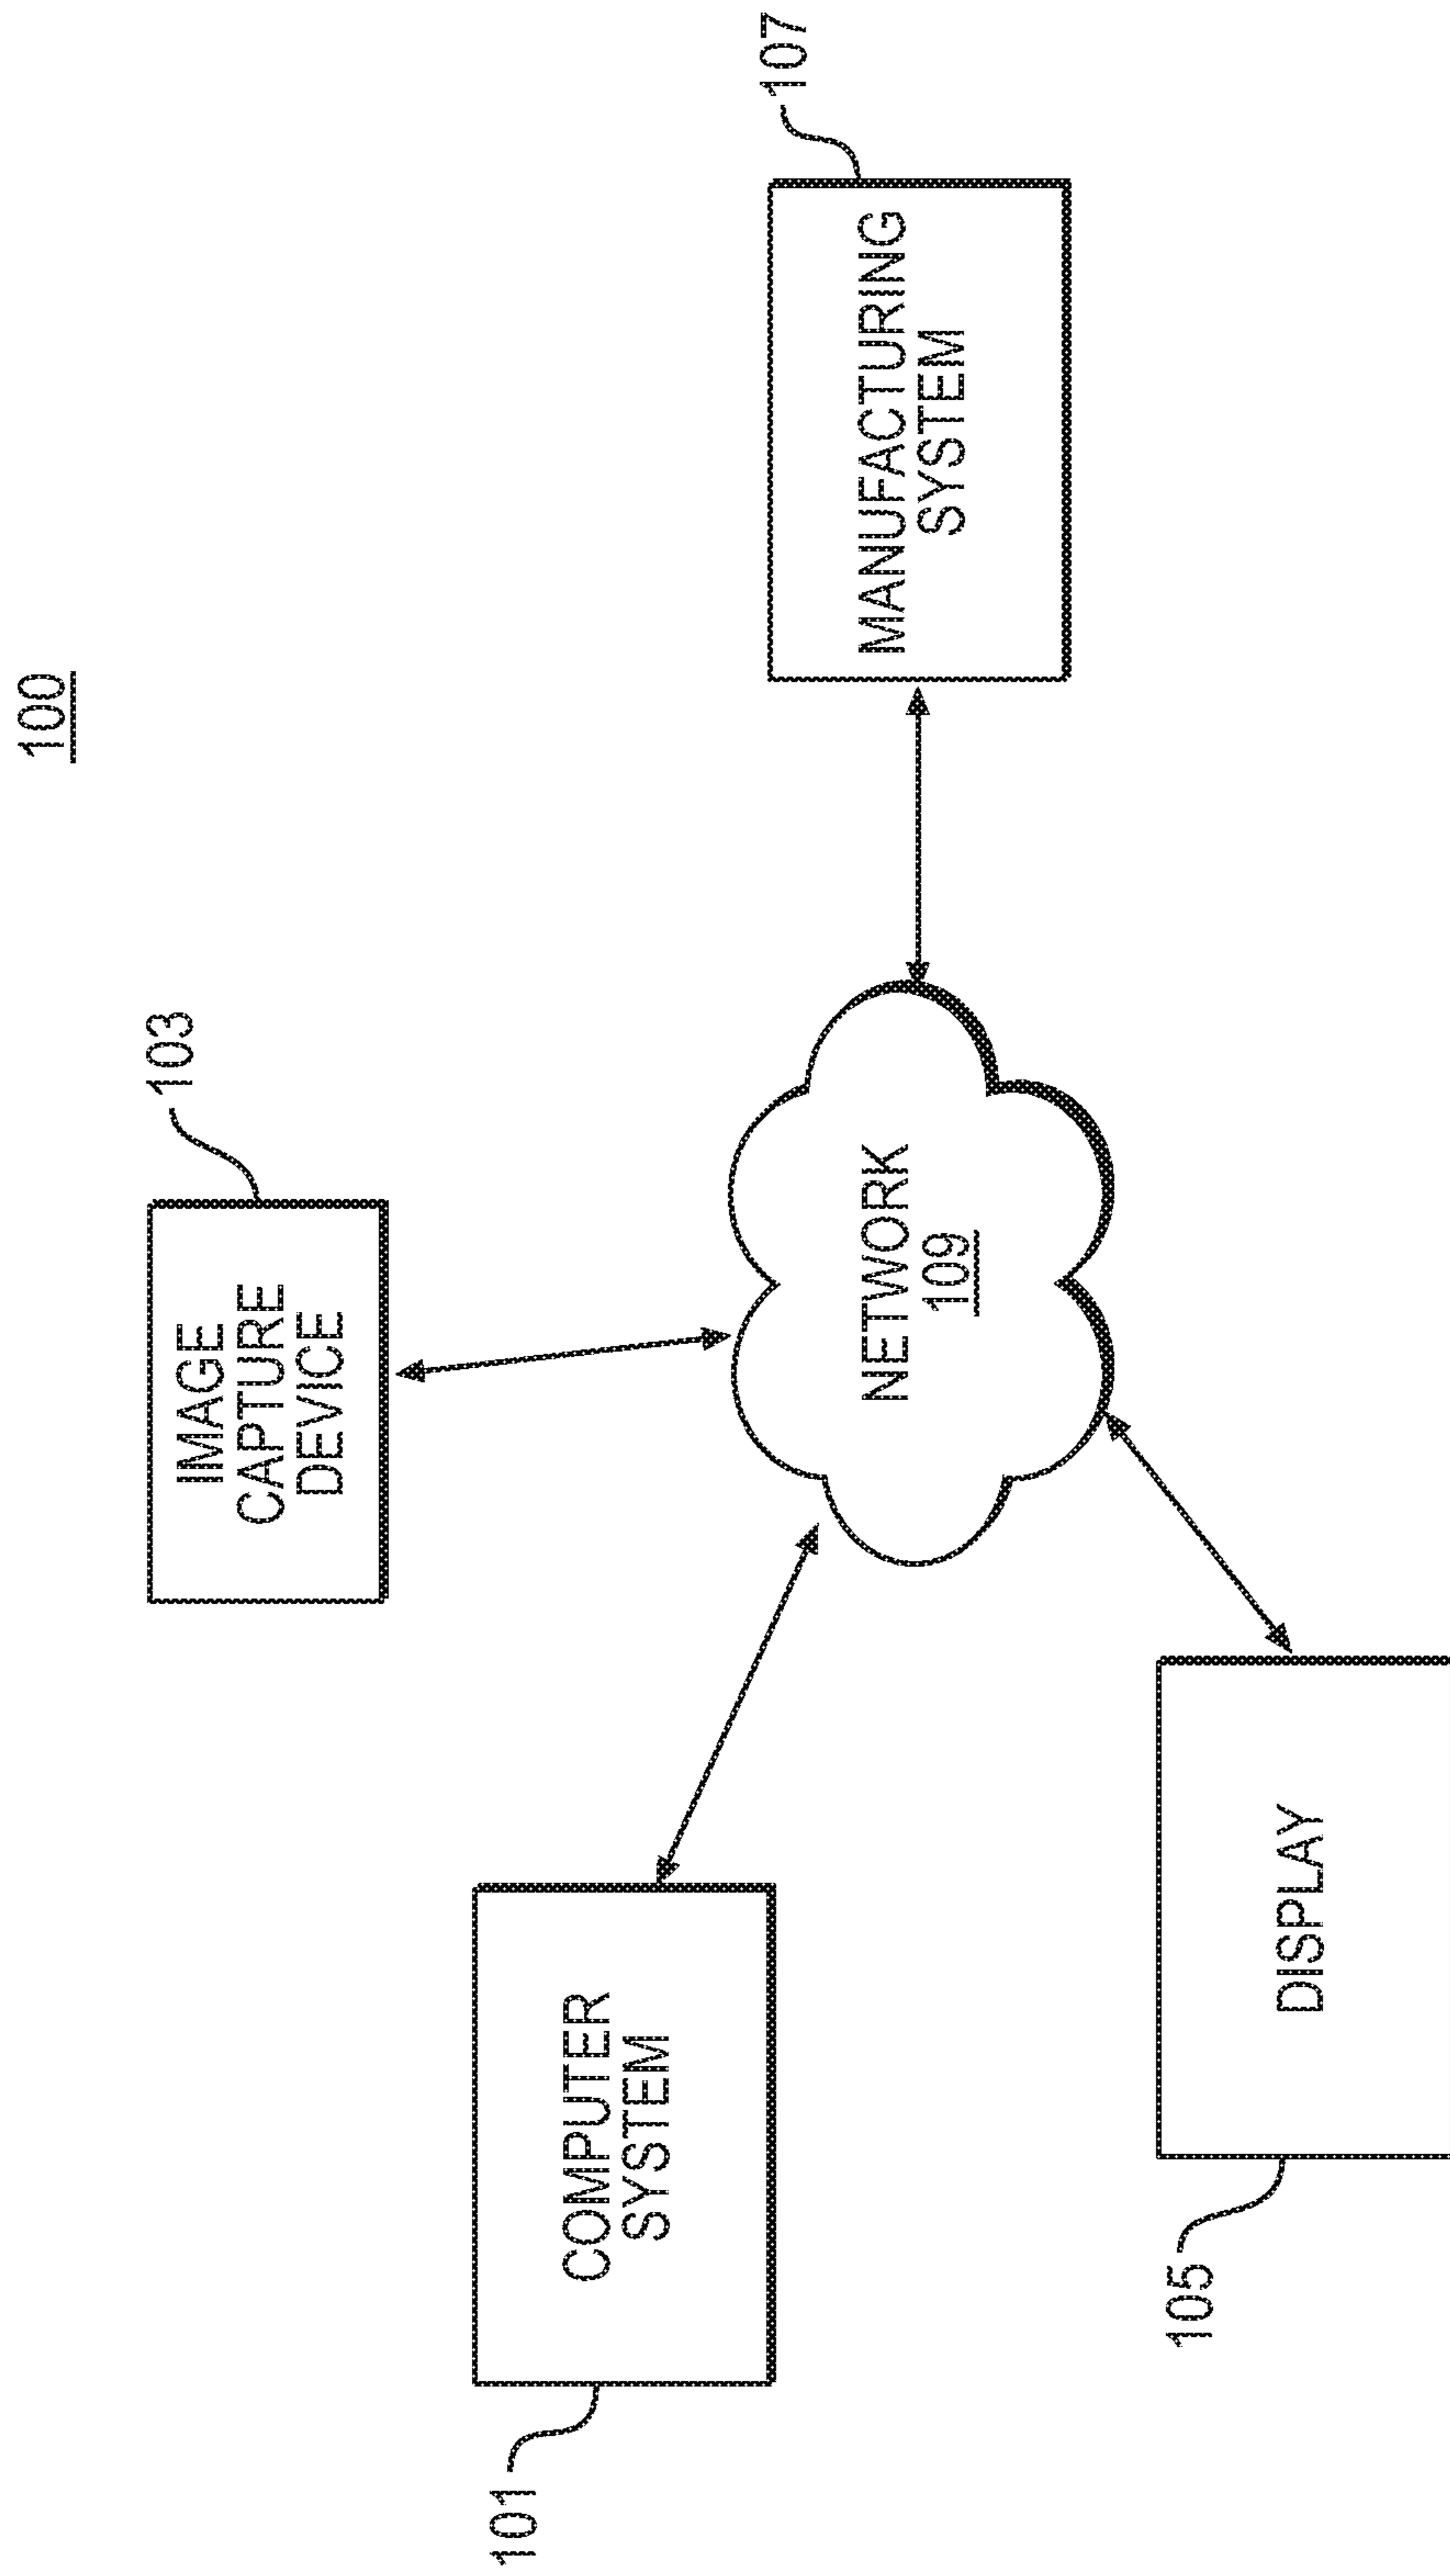 100
103
IMAGE
CAPTURE
DEVICE
101
COMPUTER
SYSTEM
NETWORK
109
107
MANUFACTURING
SYSTEM
105
DISPLAY